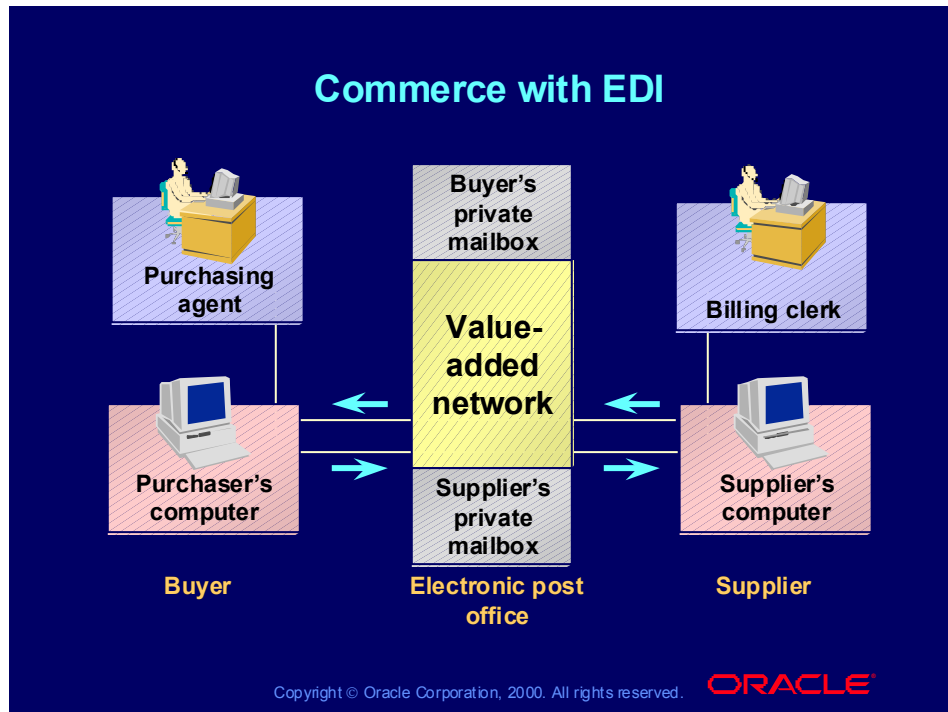 Commerce with EDI
Purchasing
agent
Buyer's
private
mailbox
Billing clerk
Value-
added
network
Purchaser's
computer
Supplier's
private
mailbox
Supplier's
computer
Buyer
Electronic post
office
Supplier
Copyright © Oracle Corporation, 2000. All rights reserved.
ORACLE®